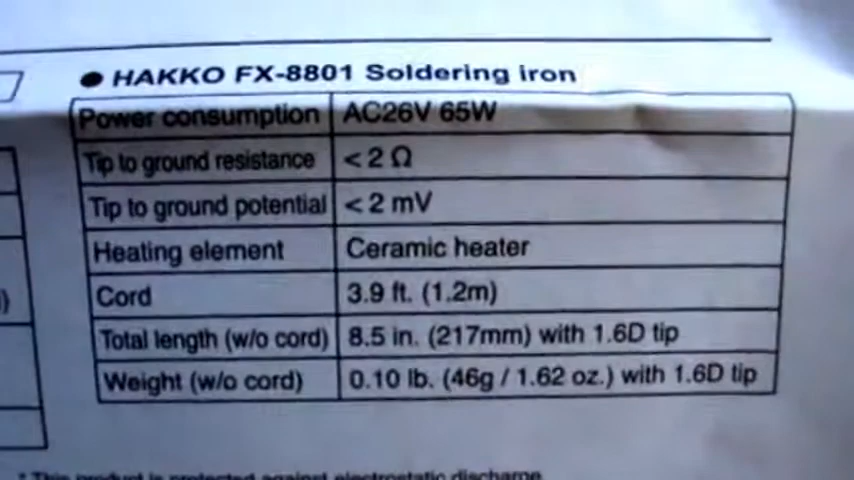 ● HAKKO FX-8801 Soldering iron
Power consumption AC26V 65W
Tip to ground resistance < 2 Ω
Tip to ground potential < 2 mV
Heating element Ceramic heater
Cord 3.9 ft. (1.2m)
Total length (w/o cord) 8.5 in. (217mm) with 1.6D tip
Weight (w/o cord) 0.10 lb. (46g / 1.62 oz.) with 1.6D tip
* This product is protected against electrostatic discharge